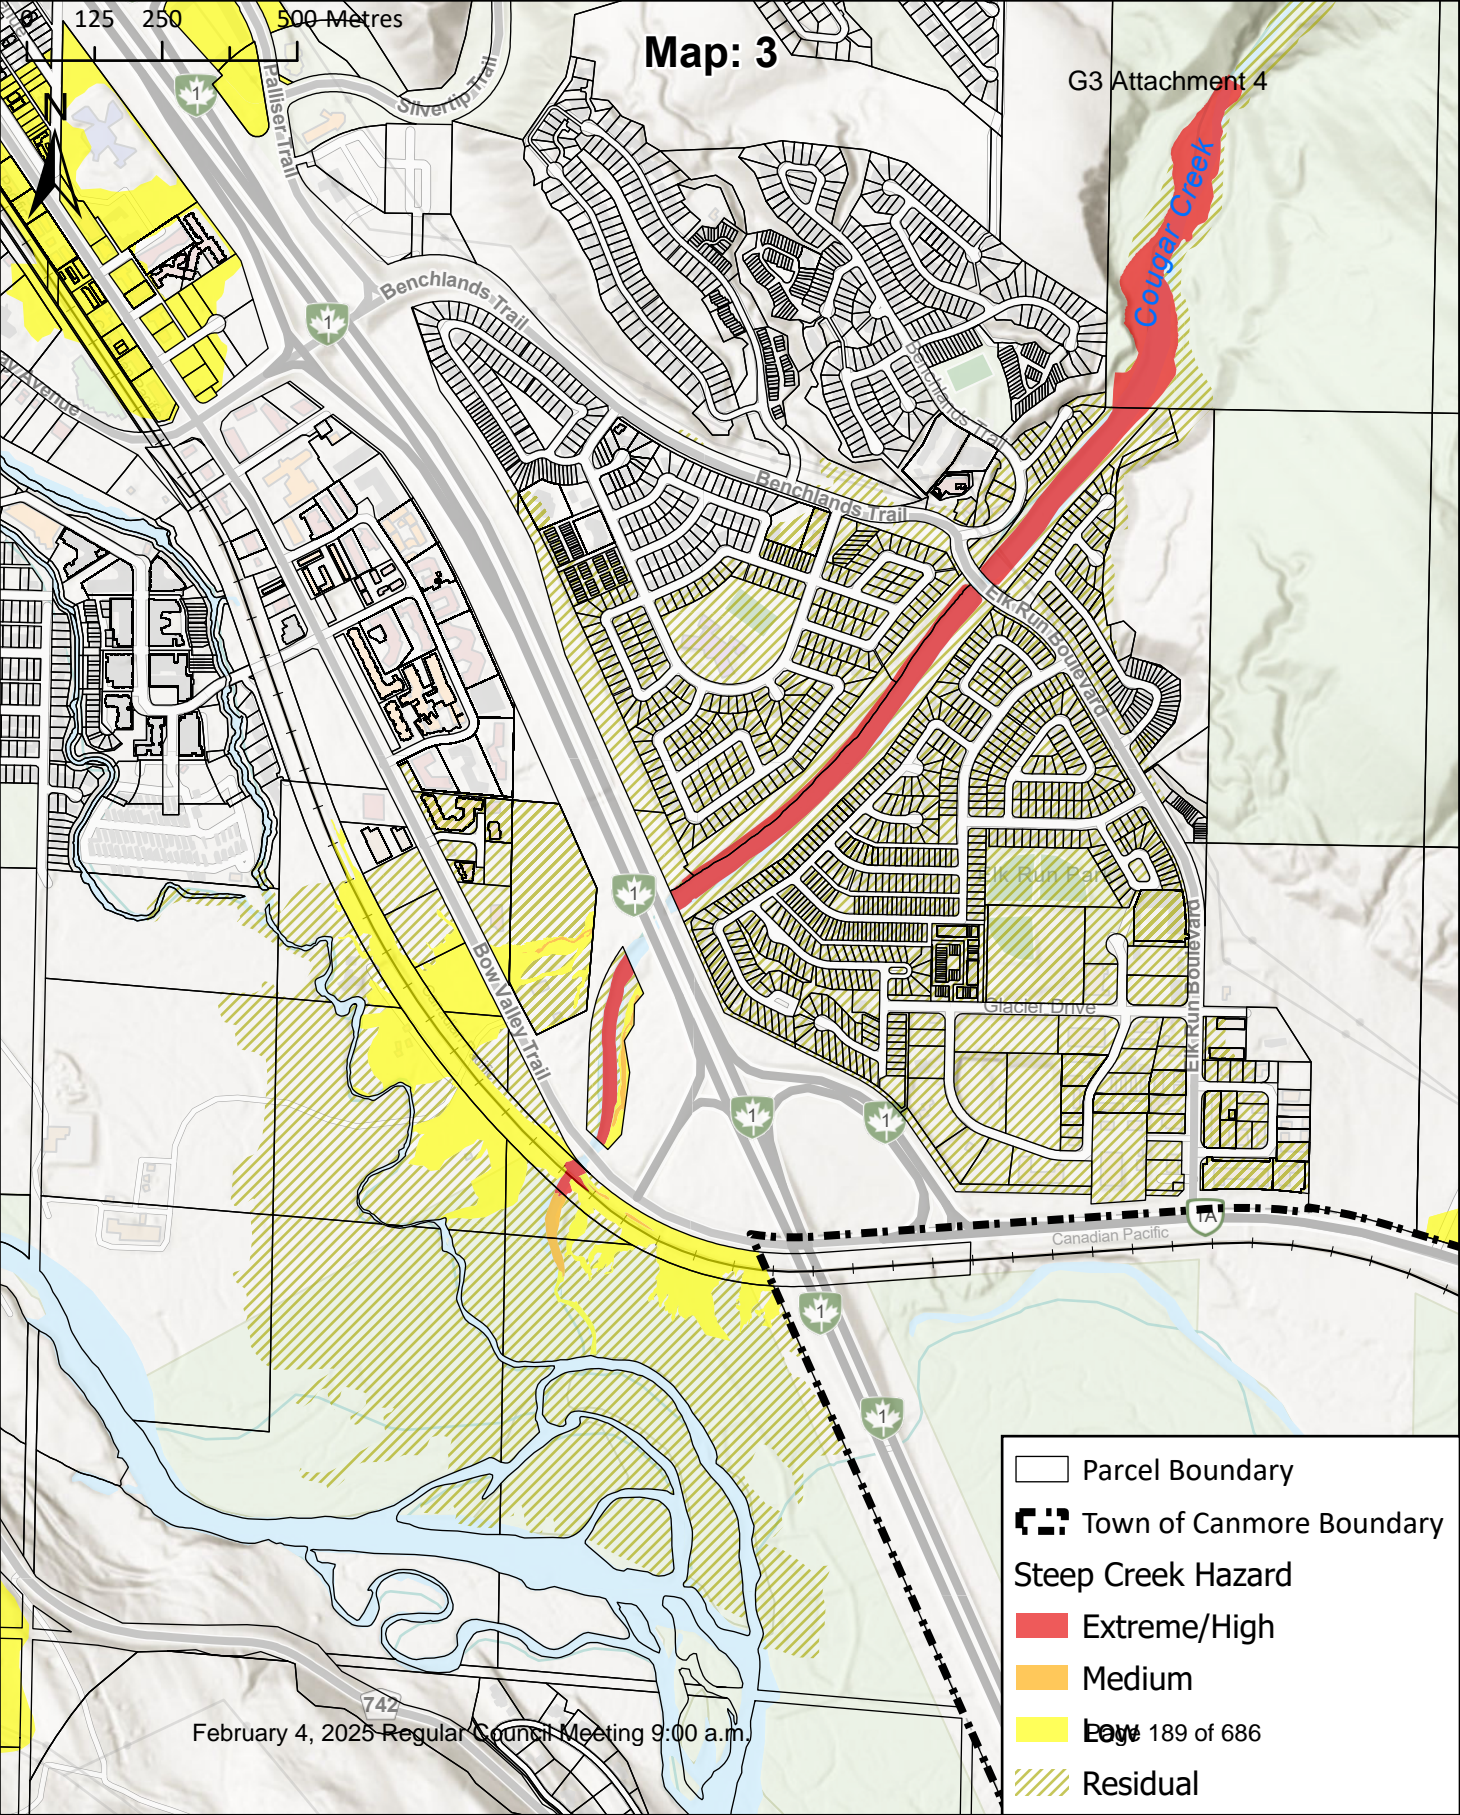 0 125 250 500 Metres
Map: 3
G3 Attachment 4
N
1
Palliser Trail
Silvertip Trail
Cougar Creek
1
Benchlands Trail
Benchlands Trail
Avenue
Benchlands Trail
Elk Run Boulevard
Elk Run Park
1
Bow Valley Trail
Elk Run Boulevard
Glacier Drive
1
1
1A
Canadian Pacific
1
1
Parcel Boundary
Town of Canmore Boundary
Steep Creek Hazard
Extreme/High
Medium
Low
Residual
742
February 4, 2025 Regular Council Meeting 9:00 a.m.
Page 189 of 686